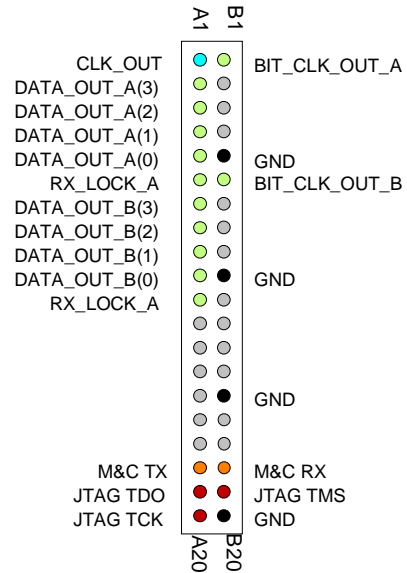 A1 B1
CLK_OUT BIT_CLK_OUT_A
DATA_OUT_A(3)
DATA_OUT_A(2)
DATA_OUT_A(1)
DATA_OUT_A(0) GND
RX_LOCK_A BIT_CLK_OUT_B
DATA_OUT_B(3)
DATA_OUT_B(2)
DATA_OUT_B(1)
DATA_OUT_B(0) GND
RX_LOCK_A
GND
M&C TX M&C RX
JTAG TDO JTAG TMS
JTAG TCK GND
A20 B20